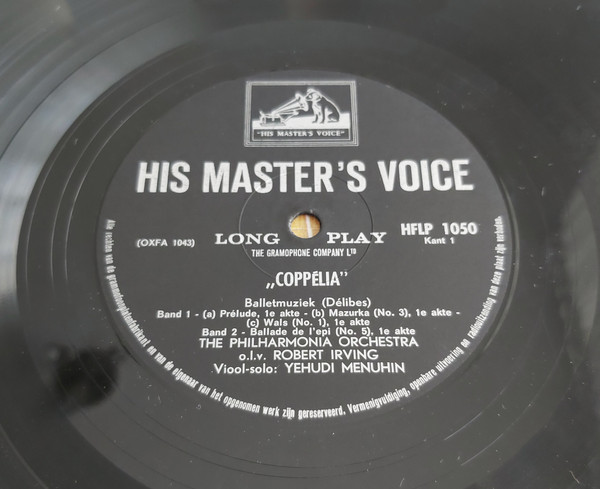 "HIS MASTER'S VOICE"
HIS MASTER'S VOICE
(OXFA 1043)
LONG PLAY
HFLP 1050
Kant 1
THE GRAMOPHONE COMPANY LTD
„COPPÉLIA"
Balletmuziek (Délibes)
Band 1 - (a) Prélude, 1e akte - (b) Mazurka (No. 3), 1e akte -
(c) Wals (No. 1), 1e akte
Band 2 - Ballade de l'epi (No. 5), 1e akte
THE PHILHARMONIA ORCHESTRA
o.l.v. ROBERT IRVING
Viool-solo: YEHUDI MENUHIN
Alle rechten van de grammofoonplatenfabrikant en van de eigenaar van het opgenomen werk zijn gereserveerd. Vermenigvuldiging, openbare uitvoering en radiouitzending van deze plaat zijn verboden.